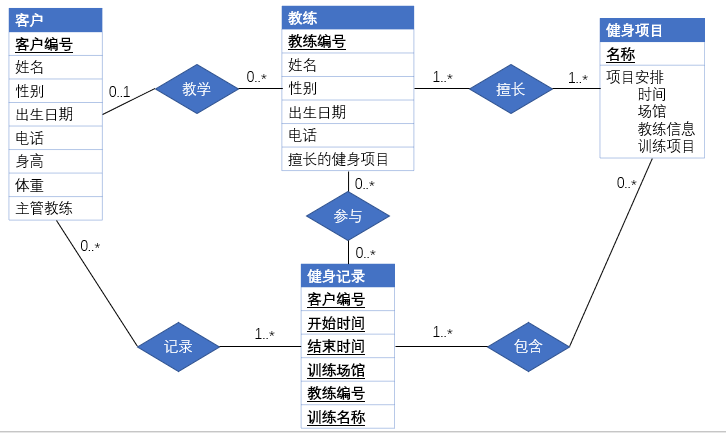 客户
客户编号
姓名
性别
出生日期
电话
身高
体重
主管教练
0..1
教学
0..*
教练
教练编号
姓名
性别
出生日期
电话
擅长的健身项目
1..*
擅长
1..*
健身项目
名称
项目安排
时间
场馆
教练信息
训练项目
0..*
参与
0..*
0..*
0..*
记录
1..*
健身记录
客户编号
开始时间
结束时间
训练场馆
教练编号
训练名称
1..*
包含